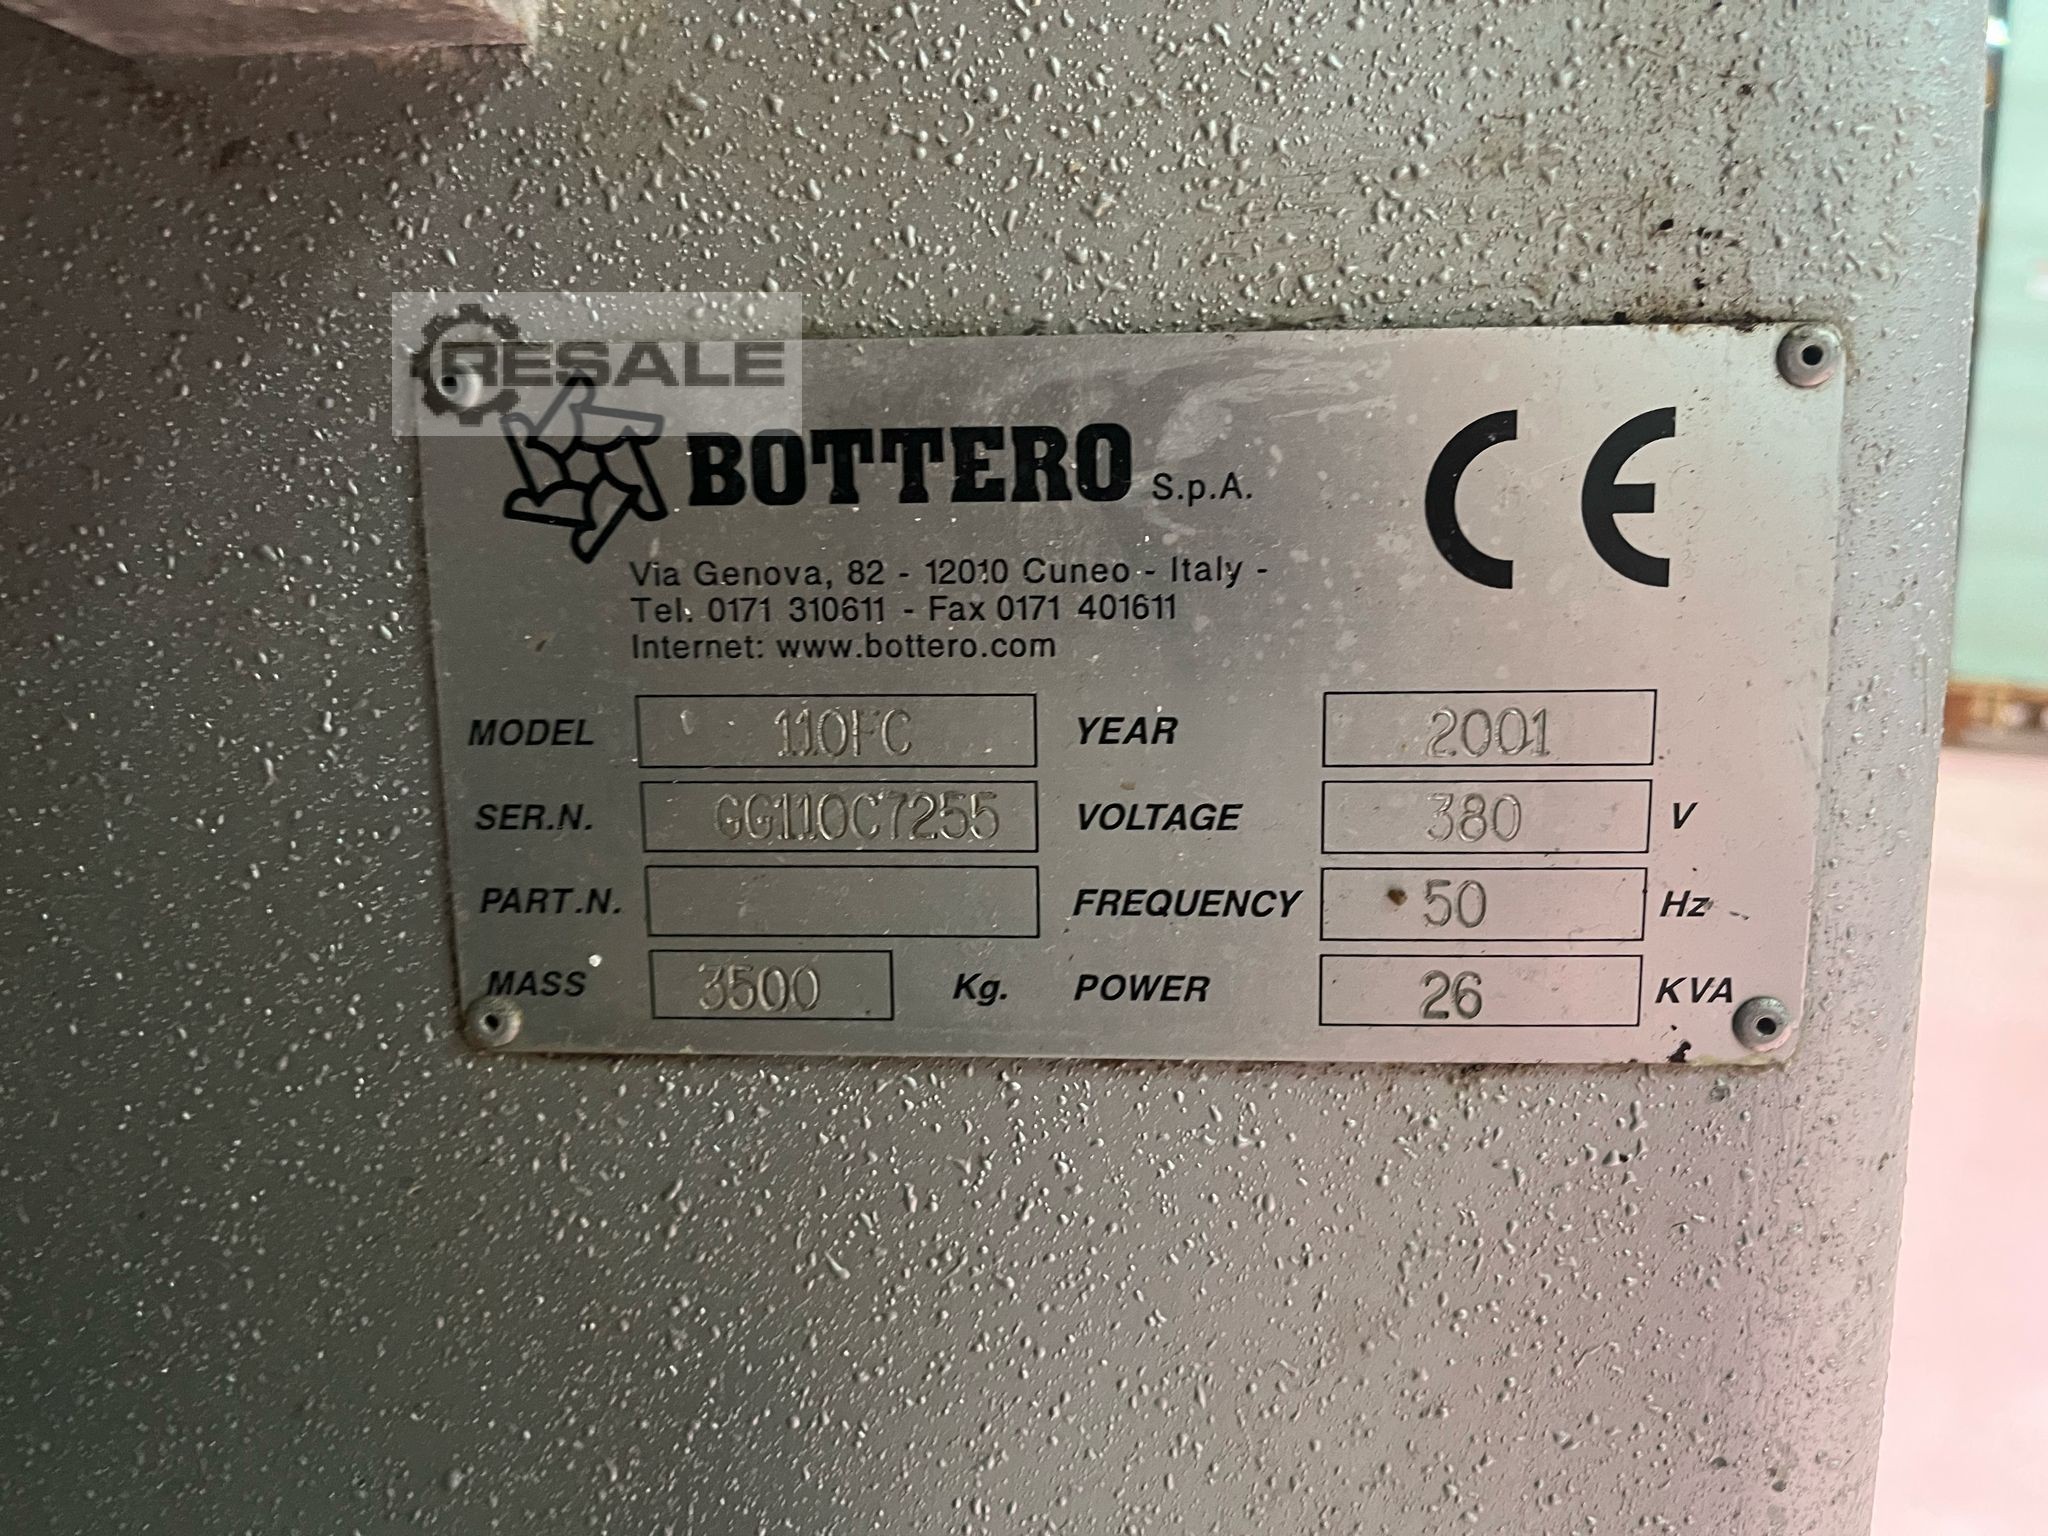 RESALE
BOTTERO S.p.A.
CE
Via Genova, 82 - 12010 Cuneo - Italy -
Tel. 0171 310611 - Fax 0171 401611
Internet: www.bottero.com
MODEL 110FC YEAR 2001
SER.N. GG110C7255 VOLTAGE 380 V
PART.N. FREQUENCY 50 Hz
MASS 3500 Kg. POWER 26 KVA